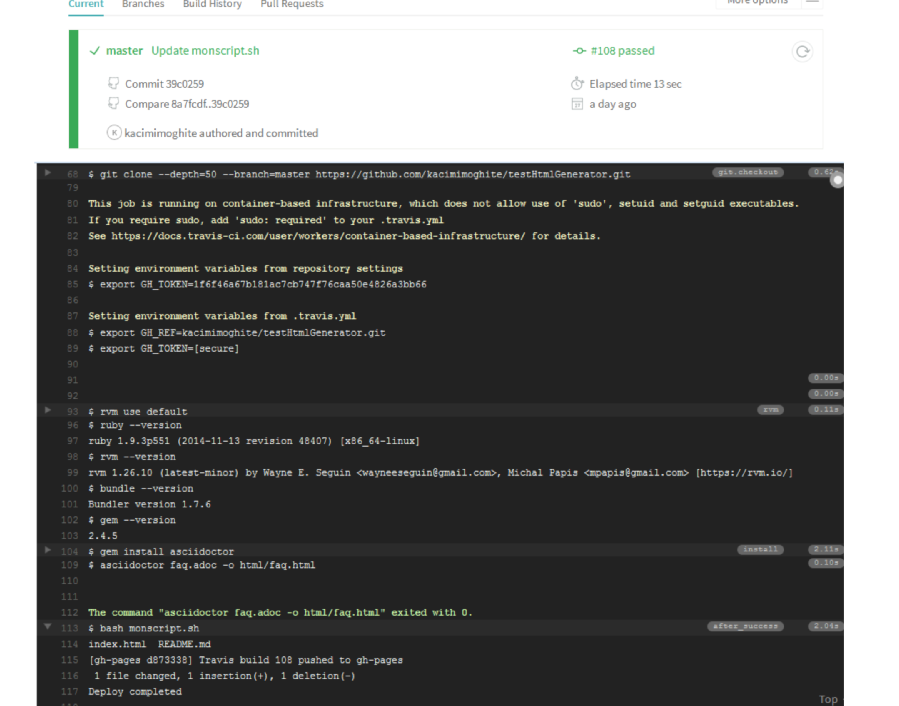 Current Branches Build History Pull Requests More options
master Update monscript.sh #108 passed
Commit 39c0259 Elapsed time 13 sec
Compare 8a7fcdf..39c0259 a day ago
K kacimimoghite authored and committed
68 $ git clone --depth=50 --branch=master https://github.com/kacimimoghite/testHtmlGenerator.git git.checkout
79
80 This job is running on container-based infrastructure, which does not allow use of 'sudo', setuid and setguid executables.
81 If you require sudo, add 'sudo: required' to your .travis.yml
82 See https://docs.travis-ci.com/user/workers/container-based-infrastructure/ for details.
83
84 Setting environment variables from repository settings
85 $ export GH_TOKEN=1f6f46a67b181ac7cb747f76caa50e4826a3bb66
86
87 Setting environment variables from .travis.yml
88 $ export GH_REF=kacimimoghite/testHtmlGenerator.git
89 $ export GH_TOKEN=[secure]
90
91 0.00s
92 0.00s
93 $ rvm use default rvm 0.11s
96 $ ruby --version
97 ruby 1.9.3p551 (2014-11-13 revision 48407) [x86_64-linux]
98 $ rvm --version
99 rvm 1.26.10 (latest-minor) by Wayne E. Seguin <wayneeseguin@gmail.com>, Michal Papis <mpapis@gmail.com> [https://rvm.io/]
100 $ bundle --version
101 Bundler version 1.7.6
102 $ gem --version
103 2.4.5
104 $ gem install asciidoctor install 2.11s
109 $ asciidoctor faq.adoc -o html/faq.html 0.10s
110
111
112 The command "asciidoctor faq.adoc -o html/faq.html" exited with 0.
113 $ bash monscript.sh after_success 2.04s
114 index.html README.md
115 [gh-pages d873338] Travis build 108 pushed to gh-pages
116 1 file changed, 1 insertion(+), 1 deletion(-)
117 Deploy completed
Top